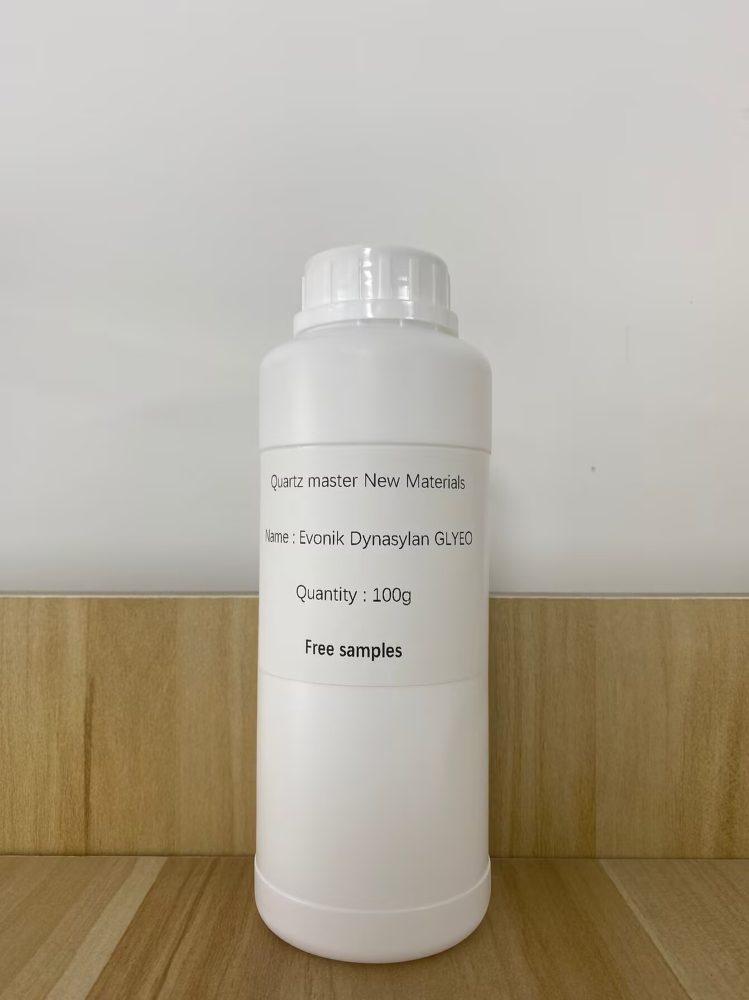 Quartz master New Materials
Name : Evonik Dynasylan GLYEO
Quantity : 100g
Free samples